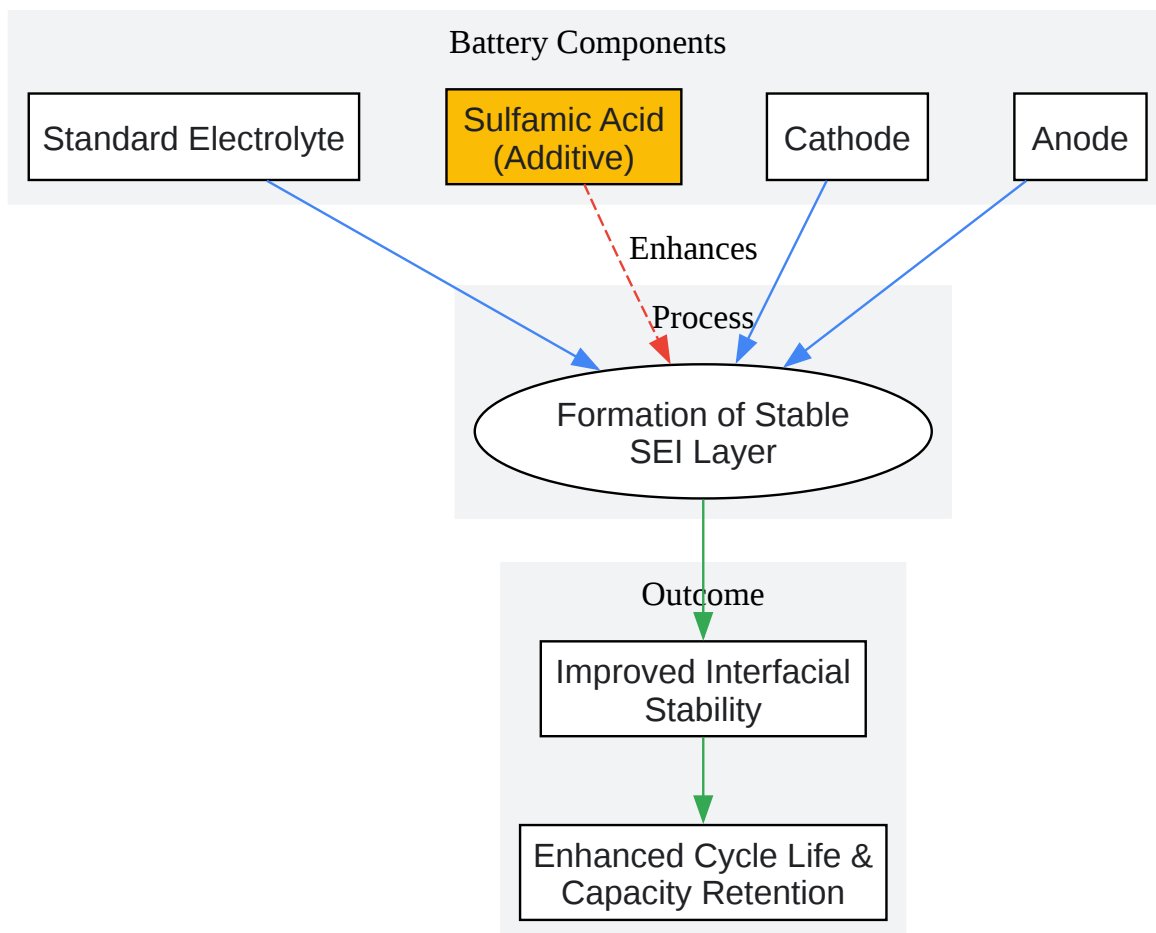 Battery Components
Standard Electrolyte
Sulfamic Acid
(Additive)
Cathode
Anode
Enhances
Process
Formation of Stable
SEI Layer
Outcome
Improved Interfacial
Stability
Enhanced Cycle Life &
Capacity Retention